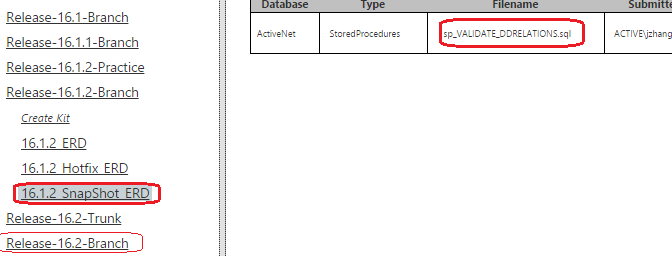 Release-16.1-Branch
Release-16.1.1-Branch
Release-16.1.2-Practice
Release-16.1.2-Branch
Create Kit
16.1.2 ERD
16.1.2 Hotfix ERD
16.1.2 SnapShot ERD
Release-16.2-Trunk
Release-16.2-Branch
Database Type Filename Submitte
ActiveNet StoredProcedures sp_VALIDATE_DDRELATIONS.sql ACTIVE\jzhang